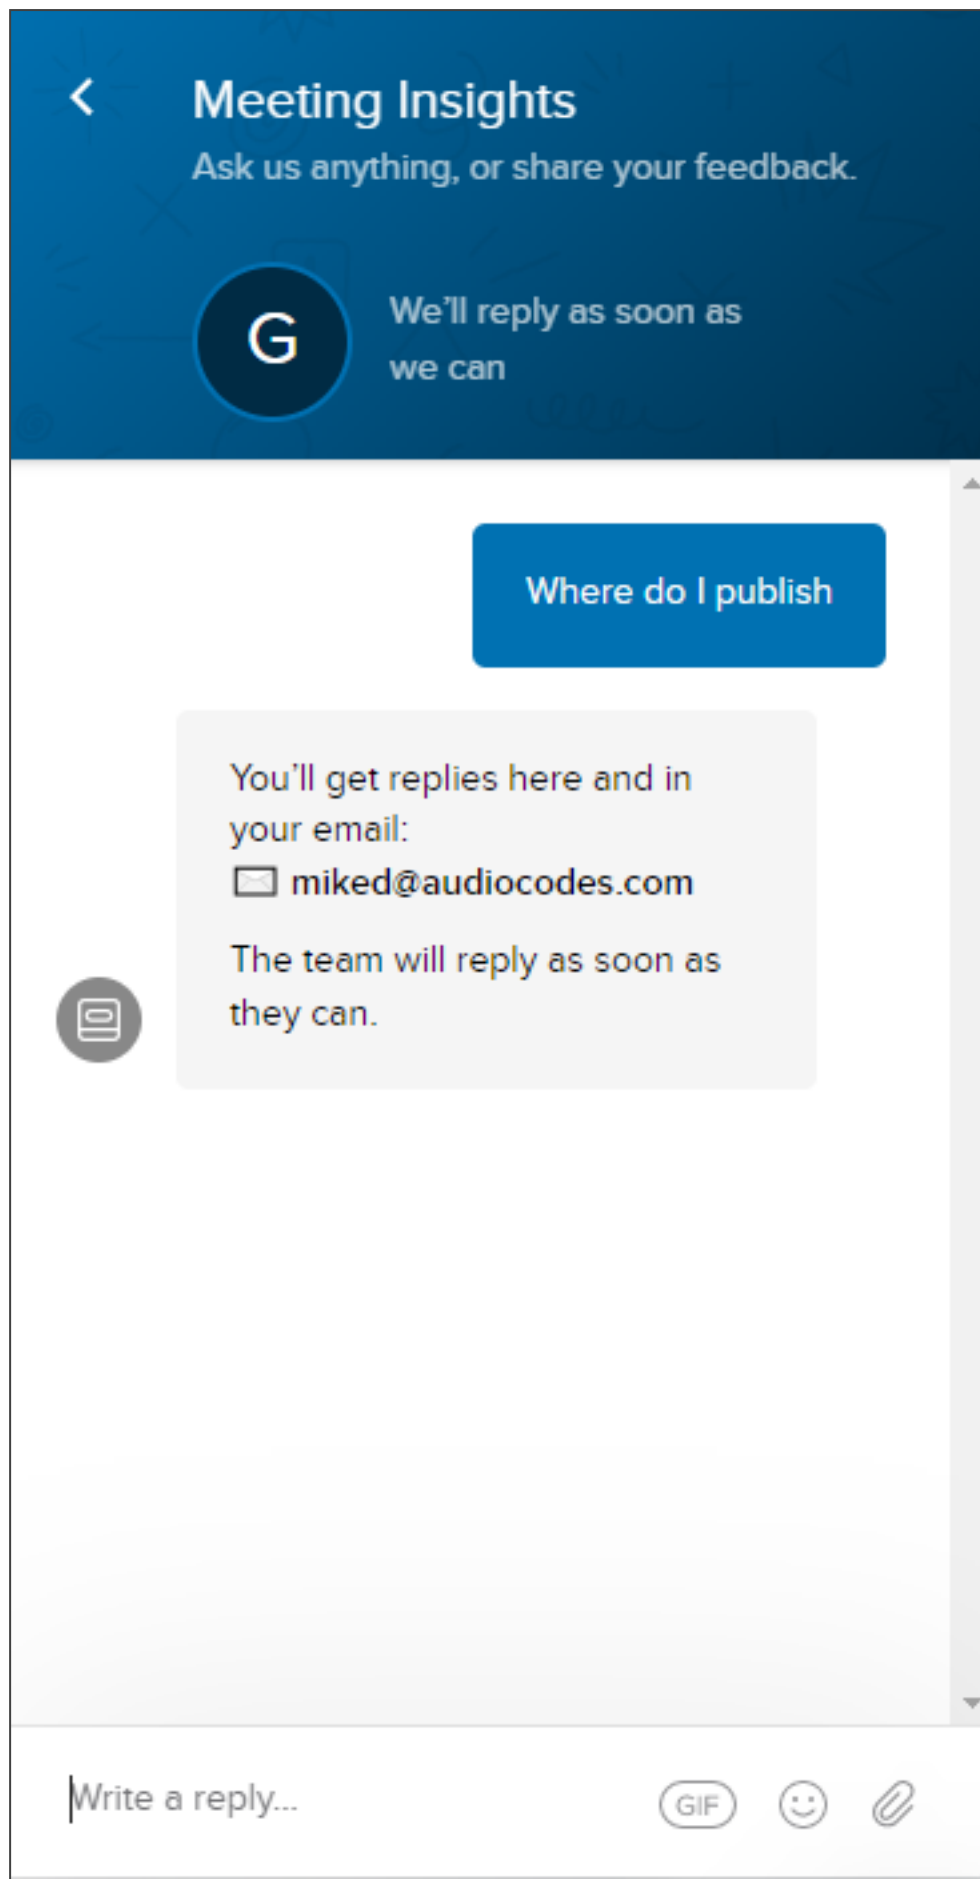 Meeting Insights
Ask us anything, or share your feedback.
G
We'll reply as soon as
we can
Where do I publish
You'll get replies here and in
your email:
miked@audiocodes.com
The team will reply as soon as
they can.
Write a reply...
GIF